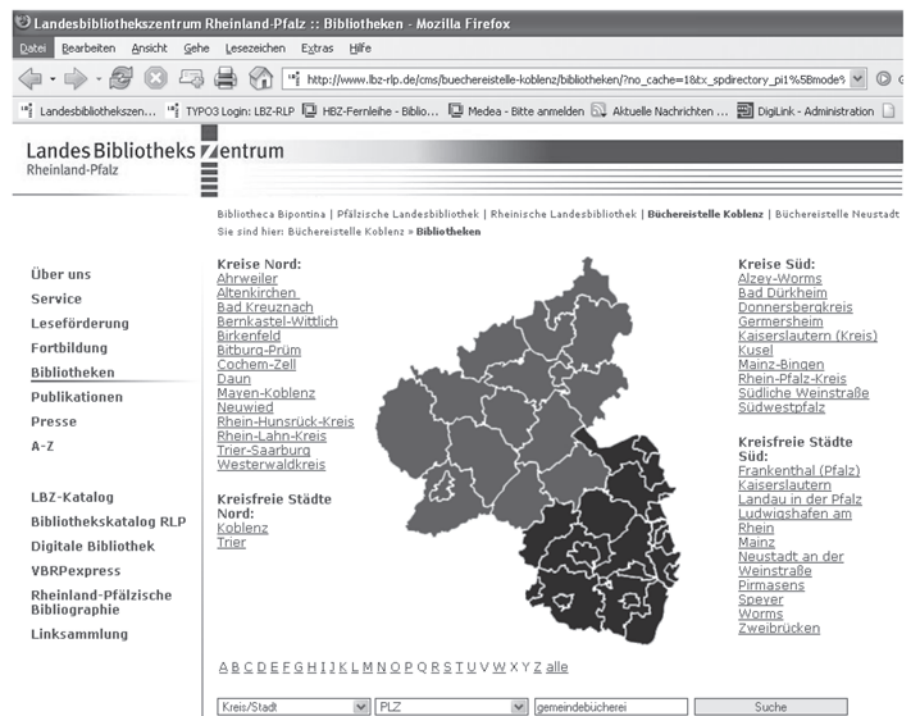 Landesbibliothekszentrum Rheinland-Pfalz :: Bibliotheken - Mozilla Firefox
Datei Bearbeiten Ansicht Gehe Lesezeichen Extras Hilfe
http://www.lbz-rlp.de/cms/buechereistelle-koblenz/bibliotheken/?no_cache=1&tx_spdirectory_pi1%5Bmode%
Landesbibliothekszen... TYPO3 Login: LBZ-RLP HBZ-Fernleihe - Biblio... Medea - Bitte anmelden Aktuelle Nachrichten ... DigiLink - Administration
LandesBibliotheksZentrum
Rheinland-Pfalz
Bibliotheca Bipontina | Pfälzische Landesbibliothek | Rheinische Landesbibliothek | Büchereistelle Koblenz | Büchereistelle Neustadt
Sie sind hier: Büchereistelle Koblenz » Bibliotheken
Über uns
Service
Leseförderung
Fortbildung
Bibliotheken
Publikationen
Presse
A-Z
LBZ-Katalog
Bibliothekskatalog RLP
Digitale Bibliothek
VBRPexpress
Rheinland-Pfälzische
Bibliographie
Linksammlung
Kreise Nord:
Ahrweiler
Altenkirchen
Bad Kreuznach
Bernkastel-Wittlich
Birkenfeld
Bitburg-Prüm
Cochem-Zell
Daun
Mayen-Koblenz
Neuwied
Rhein-Hunsrück-Kreis
Rhein-Lahn-Kreis
Trier-Saarburg
Westerwaldkreis
Kreisfreie Städte
Nord:
Koblenz
Trier
Kreise Süd:
Alzey-Worms
Bad Dürkheim
Donnersbergkreis
Germersheim
Kaiserslautern (Kreis)
Kusel
Mainz-Bingen
Rhein-Pfalz-Kreis
Südliche Weinstraße
Südwestpfalz
Kreisfreie Städte
Süd:
Frankenthal (Pfalz)
Kaiserslautern
Landau in der Pfalz
Ludwigshafen am
Rhein
Mainz
Neustadt an der
Weinstraße
Pirmasens
Speyer
Worms
Zweibrücken
A B C D E F G H I J K L M N O P Q R S T U V W X Y Z alle
Kreis/Stadt PLZ gemeindebücherei Suche